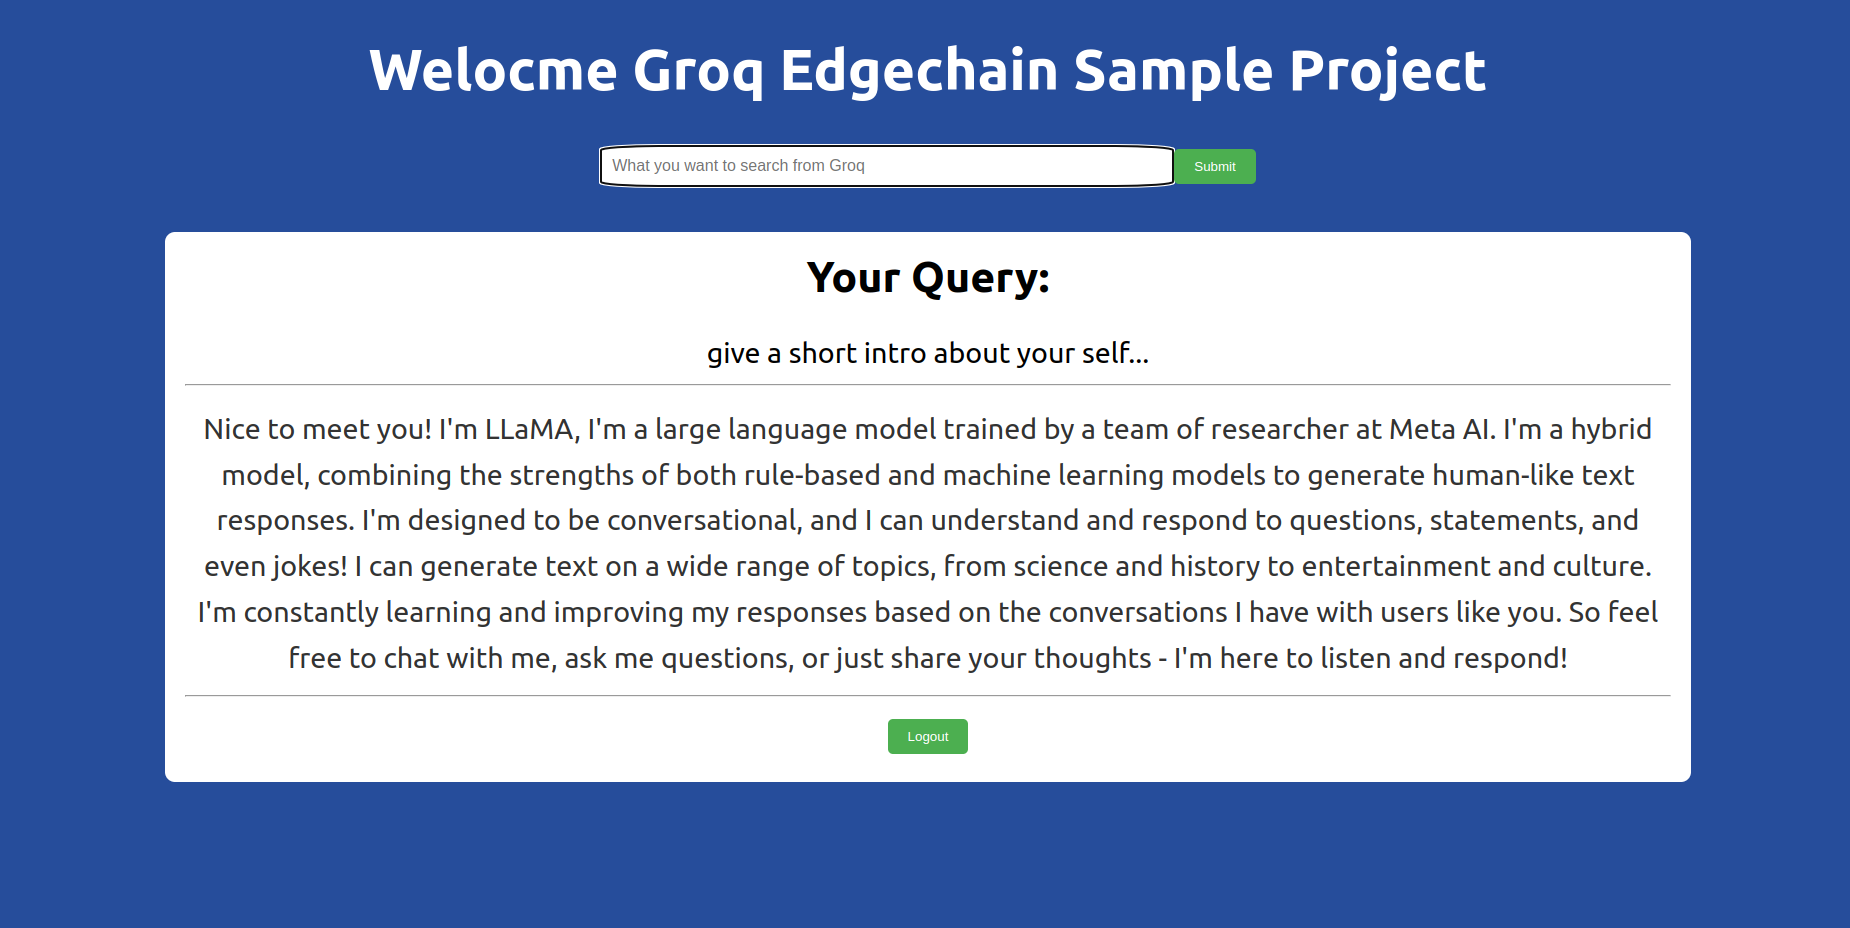 Welocme Groq Edgechain Sample Project
What you want to search from Groq
Submit
Your Query:
give a short intro about your self...
Nice to meet you! I'm LLaMA, I'm a large language model trained by a team of researcher at Meta AI. I'm a hybrid
model, combining the strengths of both rule-based and machine learning models to generate human-like text
responses. I'm designed to be conversational, and I can understand and respond to questions, statements, and
even jokes! I can generate text on a wide range of topics, from science and history to entertainment and culture.
I'm constantly learning and improving my responses based on the conversations I have with users like you. So feel
free to chat with me, ask me questions, or just share your thoughts - I'm here to listen and respond!
Logout